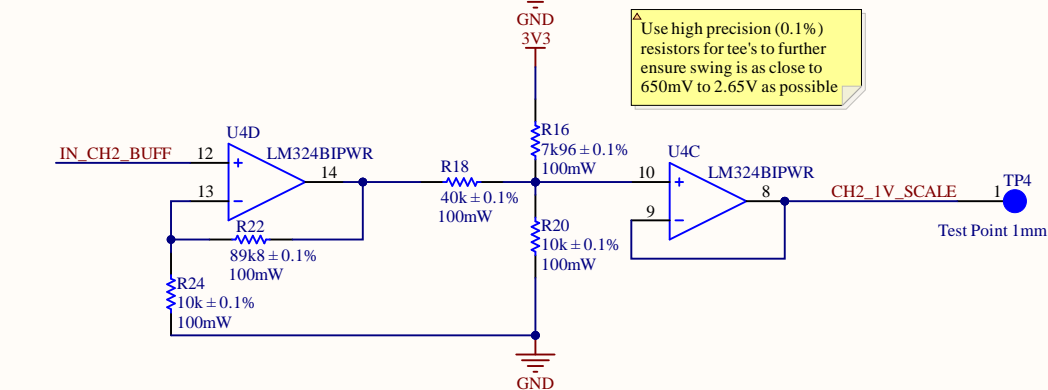 GND
3V3
Use high precision (0.1%)
resistors for tee's to further
ensure swing is as close to
650mV to 2.65V as possible
R16
7k96 ± 0.1%
100mW
U4D
IN_CH2_BUFF
12
LM324BIPWR
14
13
R18
40k ± 0.1%
100mW
U4C
10
LM324BIPWR
8
9
CH2_1V_SCALE
1
TP4
Test Point 1mm
R22
89k8 ± 0.1%
100mW
R20
10k ± 0.1%
100mW
R24
10k ± 0.1%
100mW
GND